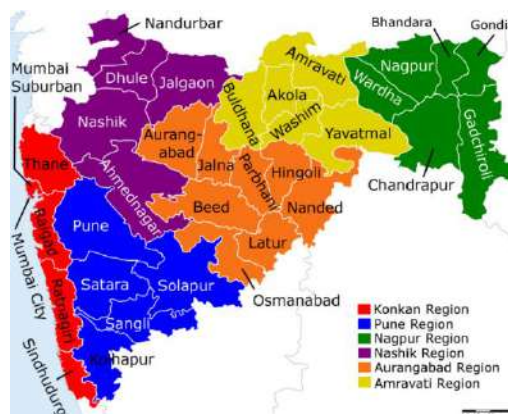 Nandurbar
Bhandara
Gondi
Mumbai
Suburban
Dhule
Jalgaon
Amravati
Nagpur
Buldhana
Akola
Wardha
Nashik
Washim
Aurang-
abad
Yavatmal
Gadchiroli
Thane
Jalna
Parbhani
Hingoli
Chandrapur
Ahmednagar
Beed
Nanded
Pune
Raigad
Mumbai City
Latur
Osmanabad
Satara
Solapur
Ratnagiri
Sangli
Kolhapur
Sindhudurg
Konkan Region
Pune Region
Nagpur Region
Nashik Region
Aurangabad Region
Amravati Region